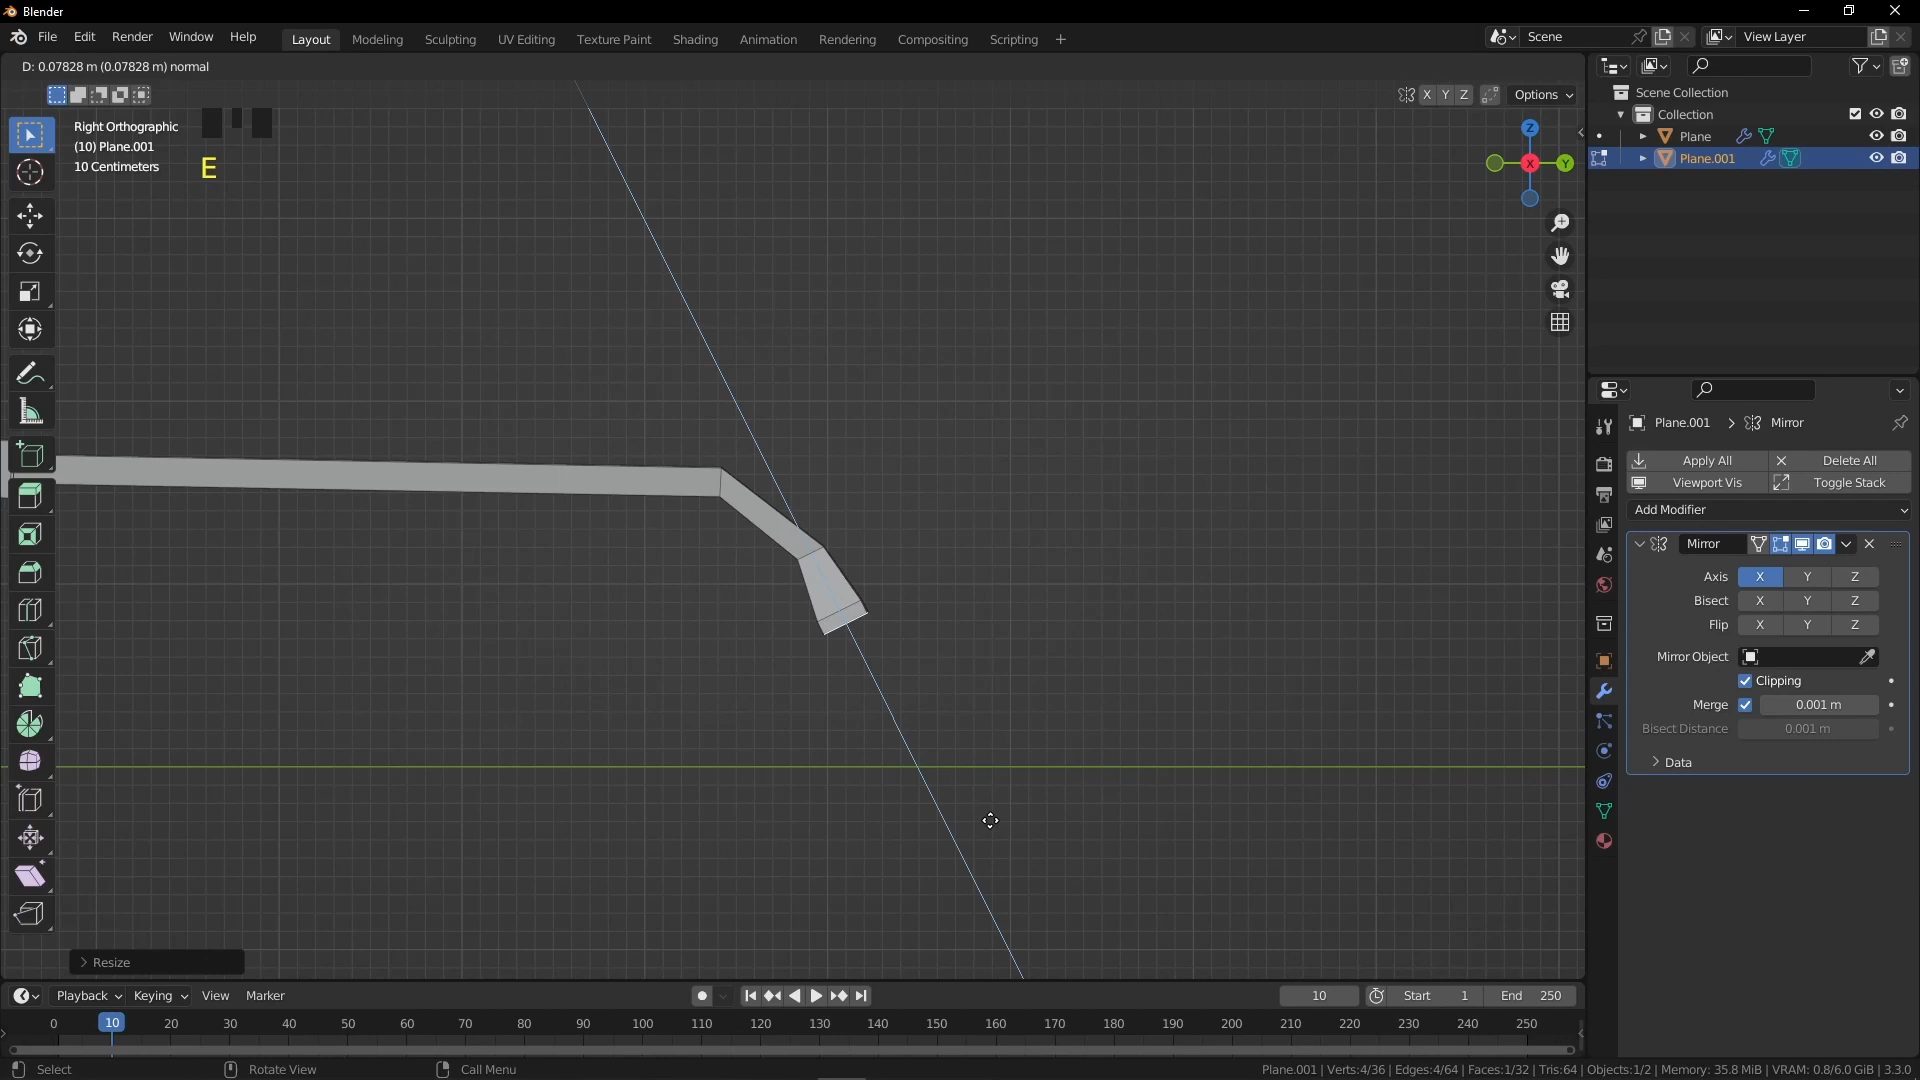 Blender
File Edit Render Window Help
Layout Modeling Sculpting UV Editing Texture Paint Shading Animation Rendering Compositing Scripting +
Scene
View Layer
D: 0.07828 m (0.07828 m) normal
X Y Z
Options
Right Orthographic
(10) Plane.001
10 Centimeters
E
Z
X
Y
Scene Collection
Collection
Plane
Plane.001
Plane.001 > Mirror
Apply All
Delete All
Viewport Vis
Toggle Stack
Add Modifier
Mirror
Axis X Y Z
Bisect X Y Z
Flip X Y Z
Mirror Object
Clipping
Merge 0.001 m
Bisect Distance 0.001 m
Data
Resize
Playback Keying View Marker
10
Start 1
End 250
0 10 20 30 40 50 60 70 80 90 100 110 120 130 140 150 160 170 180 190 200 210 220 230 240 250
Select
Rotate View
Call Menu
Plane.001 | Verts:4/36 | Edges:4/64 | Faces:1/32 | Tris:64 | Objects:1/2 | Memory: 35.8 MiB | VRAM: 0.8/6.0 GiB | 3.3.0